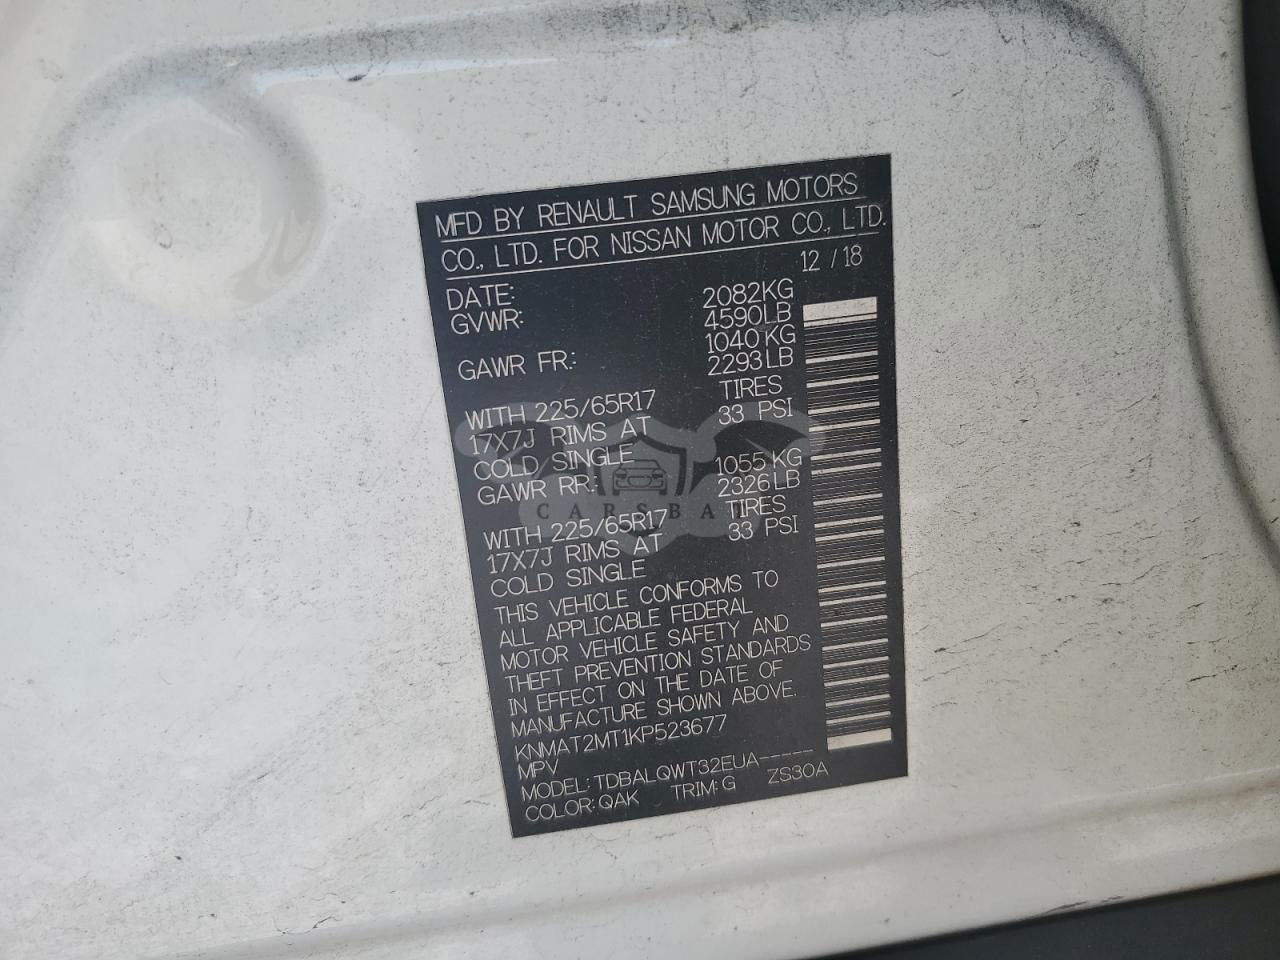 MFD BY RENAULT SAMSUNG MOTORS
CO., LTD. FOR NISSAN MOTOR CO., LTD.
DATE: 12 / 18
GVWR: 2082KG
4590LB
GAWR FR.: 1040KG
2293LB
WITH 225/65R17 TIRES
17X7J RIMS AT 33 PSI
COLD SINGLE
GAWR RR.: 1055KG
2326LB
WITH 225/65R17 TIRES
17X7J RIMS AT 33 PSI
COLD SINGLE
THIS VEHICLE CONFORMS TO
ALL APPLICABLE FEDERAL
MOTOR VEHICLE SAFETY AND
THEFT PREVENTION STANDARDS
IN EFFECT ON THE DATE OF
MANUFACTURE SHOWN ABOVE.
KNMAT2MT1KP523677
MPV
MODEL: TDBALQWT32EUA-----
COLOR: QAK TRIM: G ZS30A